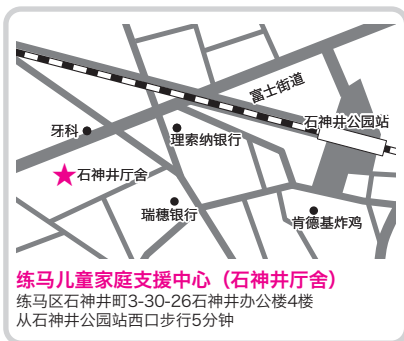 富士街道
石神井公园站
牙科
理索纳银行
石神井厅舍
瑞穗银行
肯德基炸鸡
练马儿童家庭支援中心（石神井厅舍）
练马区石神井町3-30-26石神井办公楼4楼
从石神井公园站西口步行5分钟